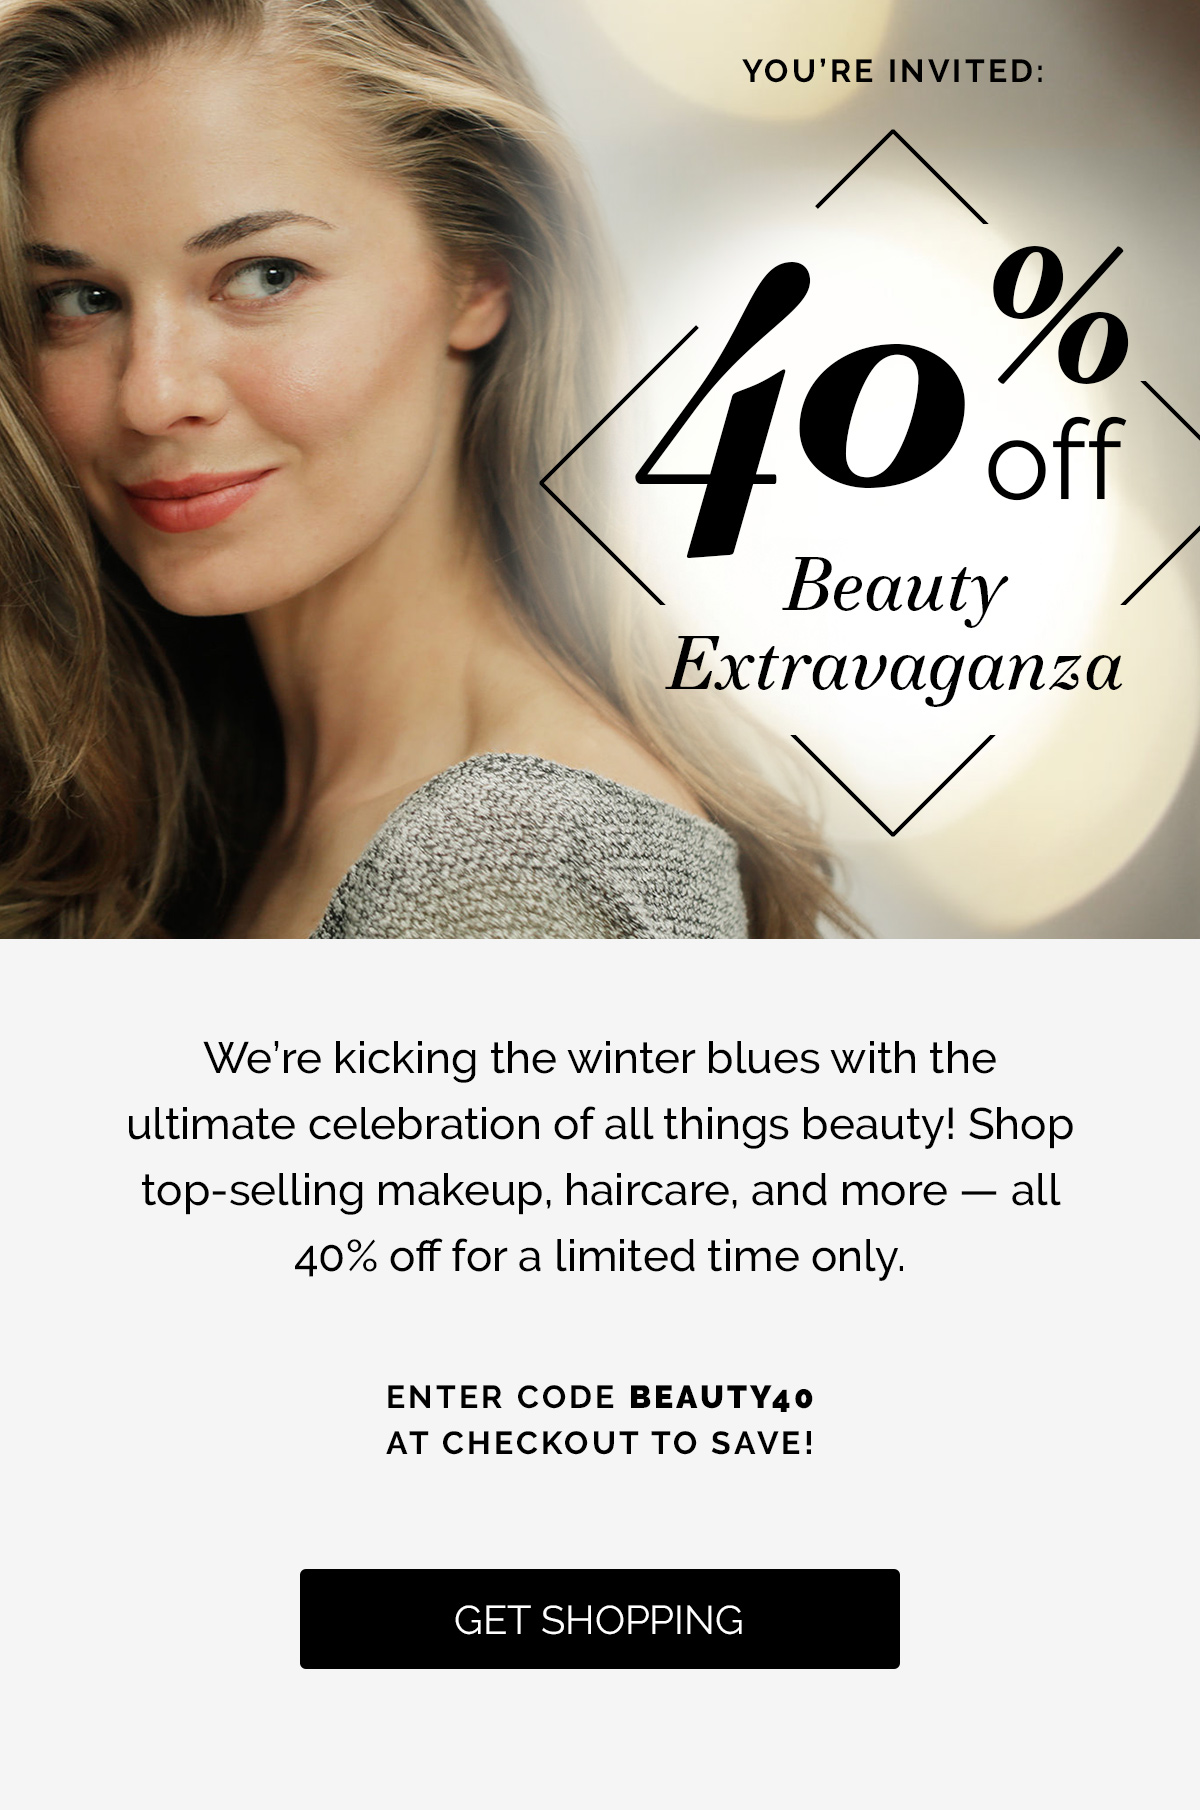 YOU'RE INVITED:
40% off
Beauty
Extravaganza
We're kicking the winter blues with the
ultimate celebration of all things beauty! Shop
top-selling makeup, haircare, and more — all
40% off for a limited time only.
ENTER CODE BEAUTY40
AT CHECKOUT TO SAVE!
GET SHOPPING